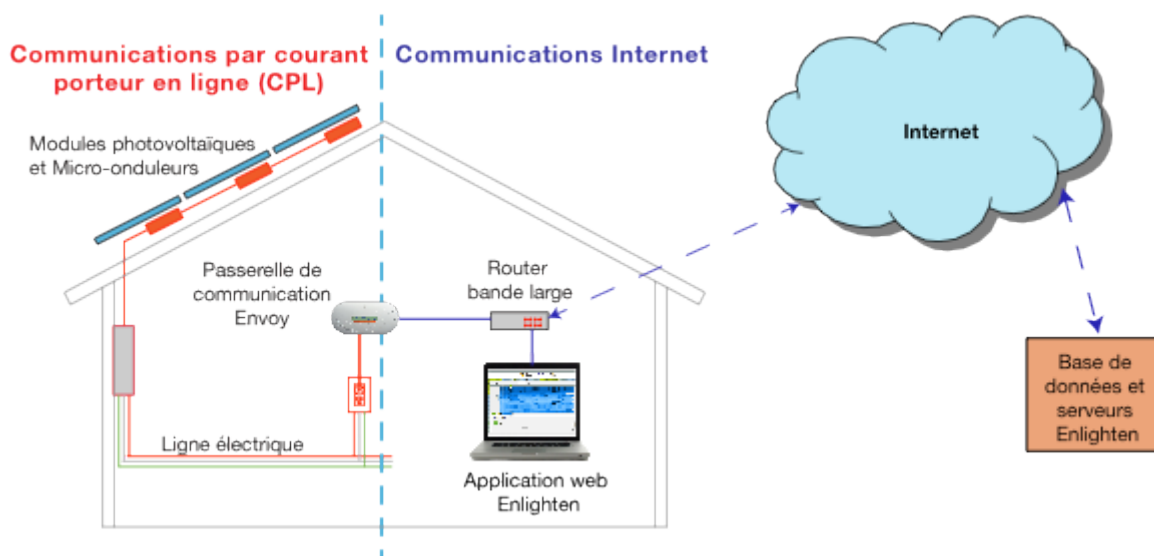 Communications par courant
porteur en ligne (CPL)
Communications Internet
Modules photovoltaïques
et Micro-onduleurs
Internet
Passerelle de
communication
Envoy
Router
bande large
Ligne électrique
Application web
Enlighten
Base de
données et
serveurs
Enlighten